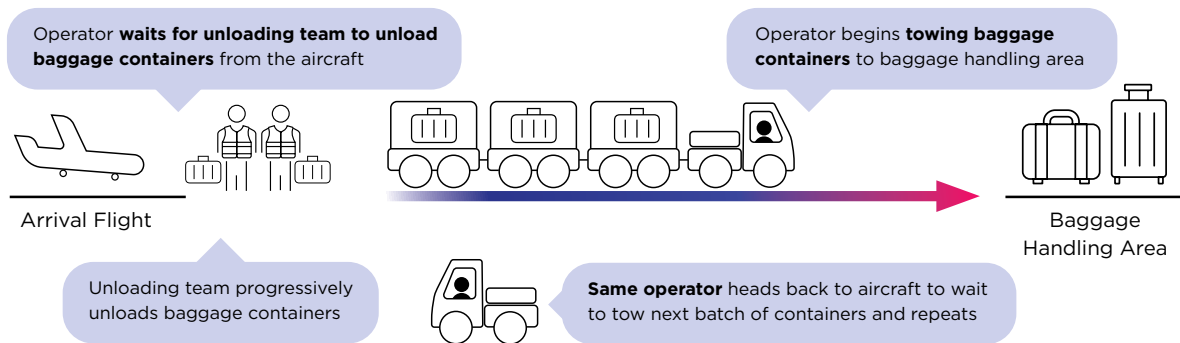 Operator waits for unloading team to unload
baggage containers from the aircraft
Operator begins towing baggage
containers to baggage handling area
Arrival Flight
Baggage
Handling Area
Unloading team progressively
unloads baggage containers
Same operator heads back to aircraft to wait
to tow next batch of containers and repeats